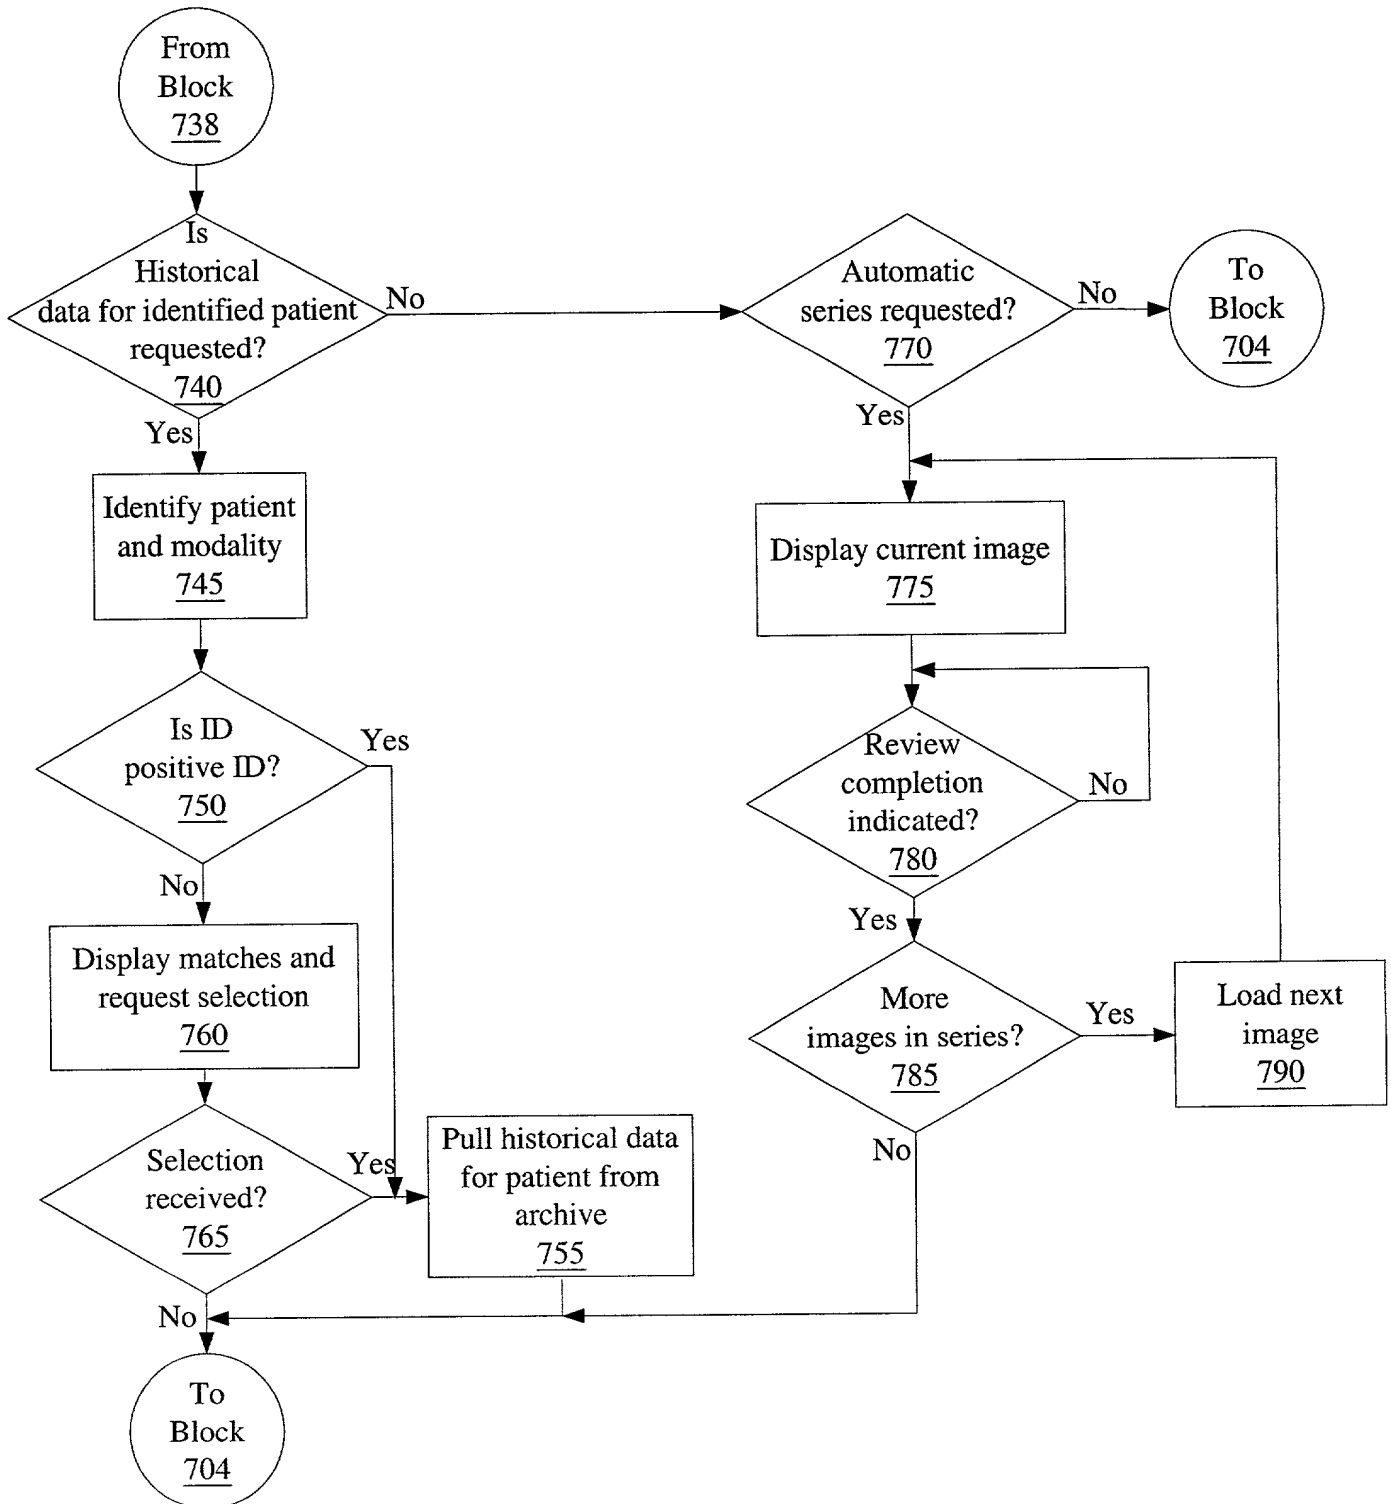 From
Block
738
Is
Historical
data for identified patient
requested?
740
No
Yes
Automatic
series requested?
770
No
Yes
To
Block
704
Identify patient
and modality
745
Is ID
positive ID?
750
Yes
No
Display matches and
request selection
760
Selection
received?
765
Yes
No
Pull historical data
for patient from
archive
755
To
Block
704
Display current image
775
Review
completion
indicated?
780
No
Yes
More
images in series?
785
Yes
No
Load next
image
790